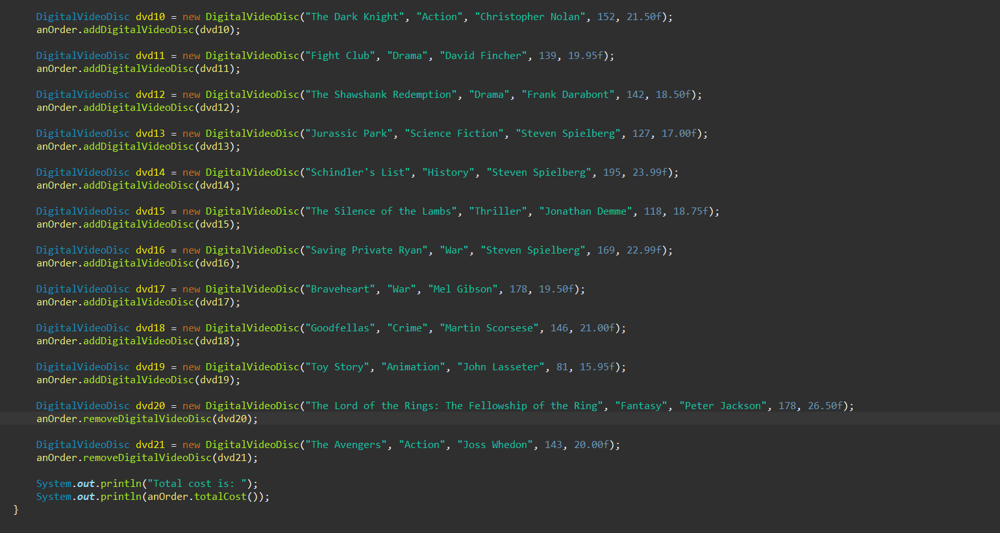 DigitalVideoDisc dvd10 = new DigitalVideoDisc("The Dark Knight", "Action", "Christopher Nolan", 152, 21.50f);
anOrder.addDigitalVideoDisc(dvd10);
DigitalVideoDisc dvd11 = new DigitalVideoDisc("Fight Club", "Drama", "David Fincher", 139, 19.95f);
anOrder.addDigitalVideoDisc(dvd11);
DigitalVideoDisc dvd12 = new DigitalVideoDisc("The Shawshank Redemption", "Drama", "Frank Darabont", 142, 18.50f);
anOrder.addDigitalVideoDisc(dvd12);
DigitalVideoDisc dvd13 = new DigitalVideoDisc("Jurassic Park", "Science Fiction", "Steven Spielberg", 127, 17.00f);
anOrder.addDigitalVideoDisc(dvd13);
DigitalVideoDisc dvd14 = new DigitalVideoDisc("Schindler's List", "History", "Steven Spielberg", 195, 23.99f);
anOrder.addDigitalVideoDisc(dvd14);
DigitalVideoDisc dvd15 = new DigitalVideoDisc("The Silence of the Lambs", "Thriller", "Jonathan Demme", 118, 18.75f);
anOrder.addDigitalVideoDisc(dvd15);
DigitalVideoDisc dvd16 = new DigitalVideoDisc("Saving Private Ryan", "War", "Steven Spielberg", 169, 22.99f);
anOrder.addDigitalVideoDisc(dvd16);
DigitalVideoDisc dvd17 = new DigitalVideoDisc("Braveheart", "War", "Mel Gibson", 178, 19.50f);
anOrder.addDigitalVideoDisc(dvd17);
DigitalVideoDisc dvd18 = new DigitalVideoDisc("Goodfellas", "Crime", "Martin Scorsese", 146, 21.00f);
anOrder.addDigitalVideoDisc(dvd18);
DigitalVideoDisc dvd19 = new DigitalVideoDisc("Toy Story", "Animation", "John Lasseter", 81, 15.95f);
anOrder.addDigitalVideoDisc(dvd19);
DigitalVideoDisc dvd20 = new DigitalVideoDisc("The Lord of the Rings: The Fellowship of the Ring", "Fantasy", "Peter Jackson", 178, 26.50f);
anOrder.removeDigitalVideoDisc(dvd20);
DigitalVideoDisc dvd21 = new DigitalVideoDisc("The Avengers", "Action", "Joss Whedon", 143, 20.00f);
anOrder.removeDigitalVideoDisc(dvd21);
System.out.println("Total cost is: ");
System.out.println(anOrder.totalCost());
}